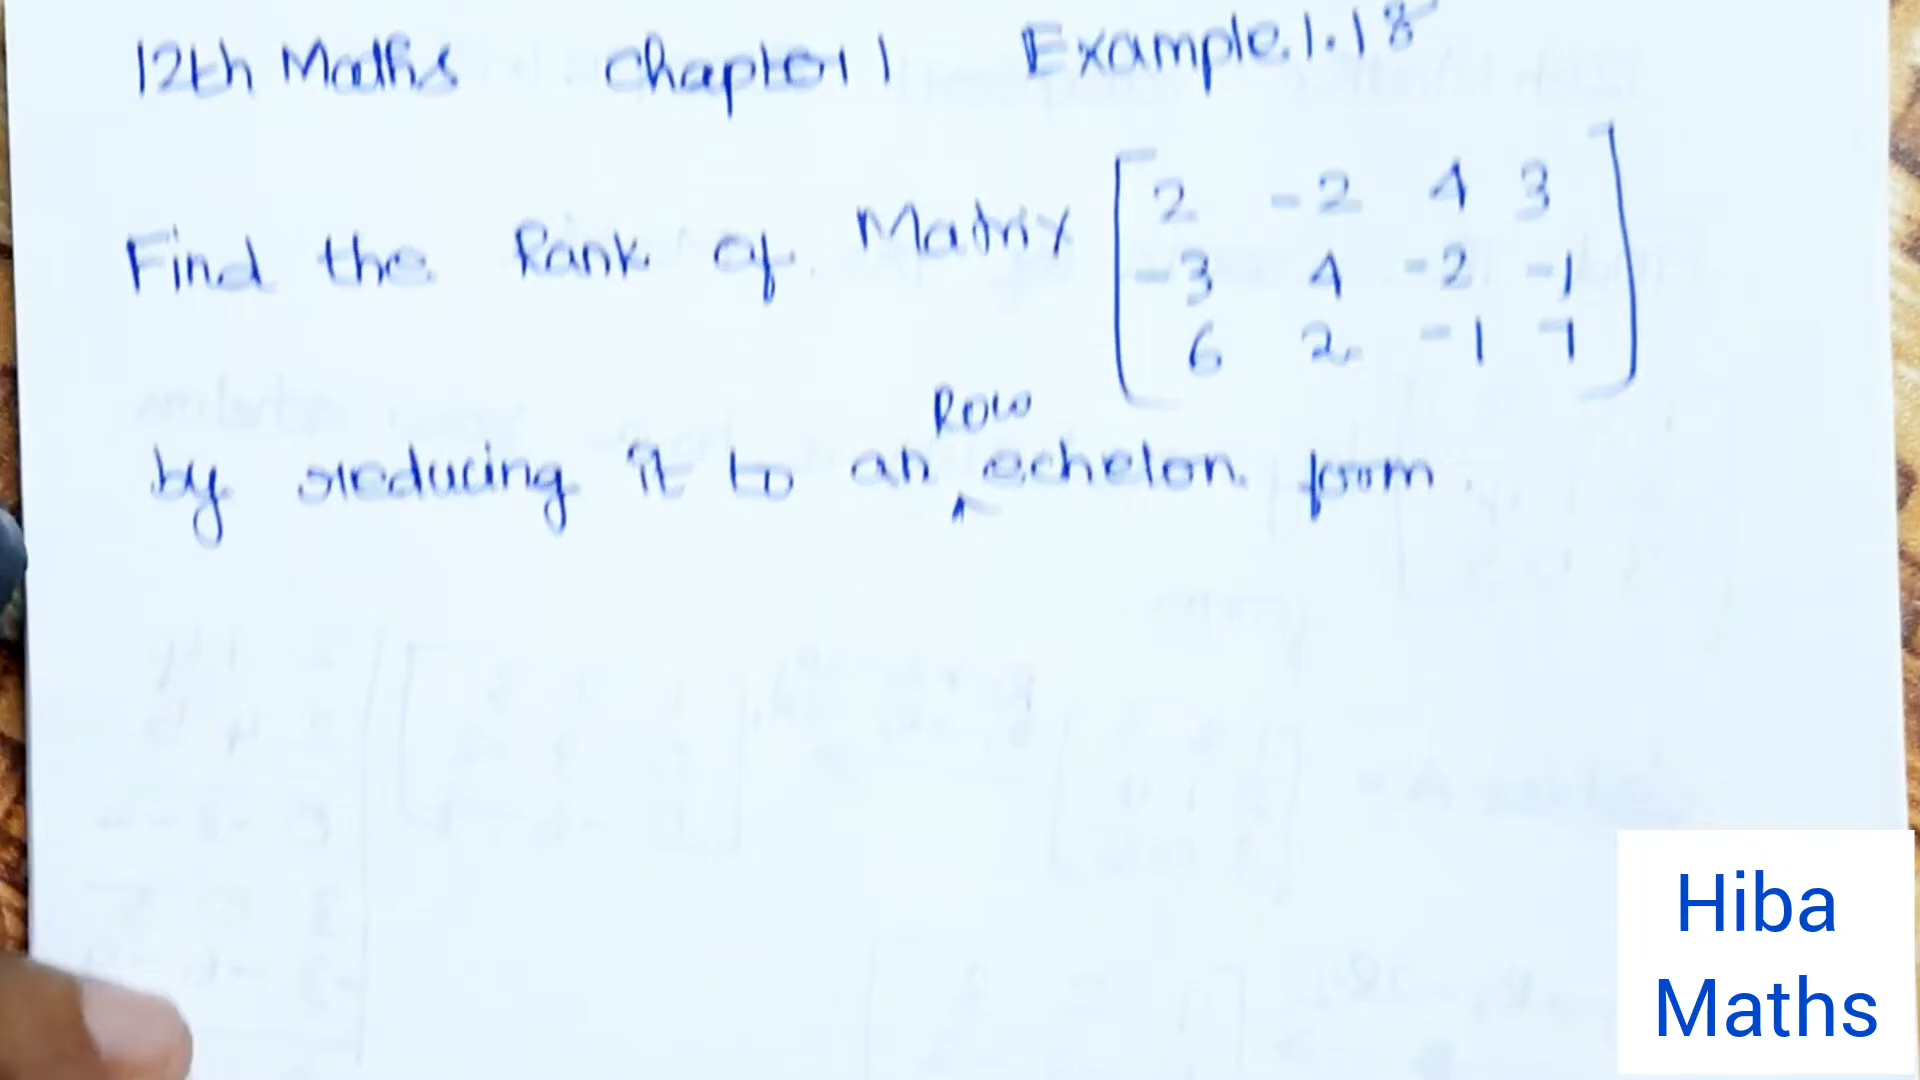 12th Maths Chapter 1 Example 1.18
Find the Rank of Matrix [2 -2 4 3
-3 4 -2 -1
6 2 -1 7]
by reducing it to an Row echelon form.
Hiba
Maths